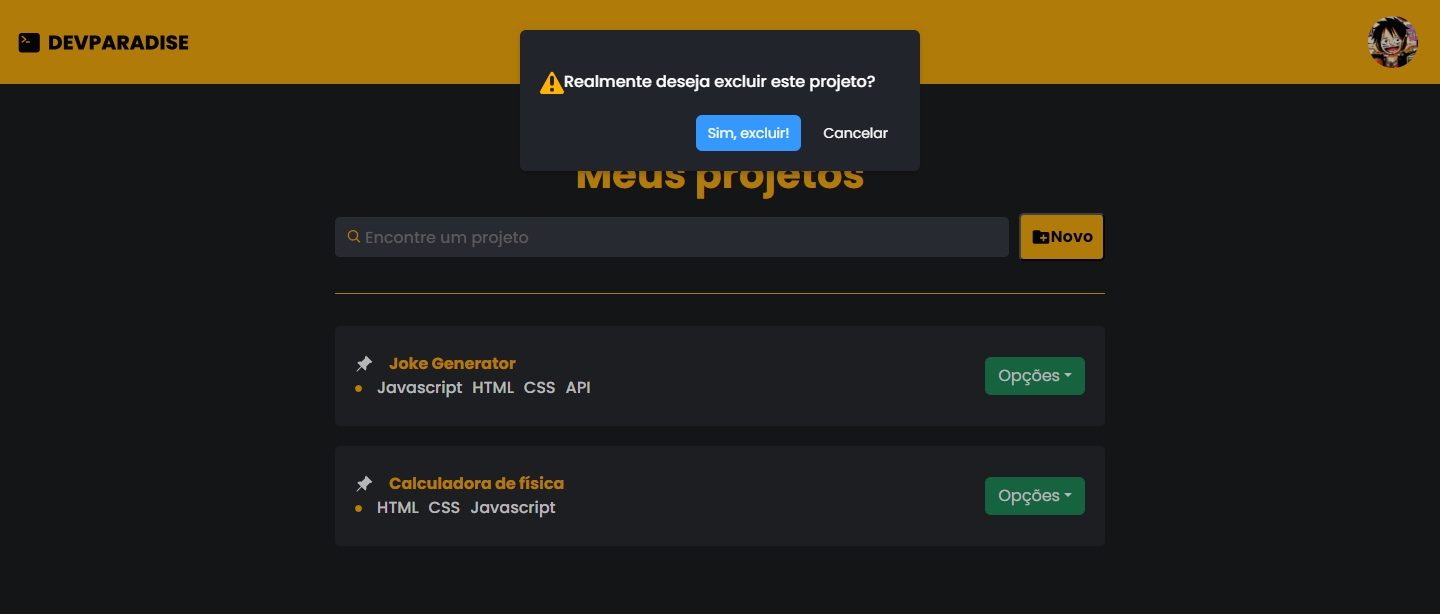 DEVPARADISE
Realmente deseja excluir este projeto?
Sim, excluir! Cancelar
Meus projetos
Encontre um projeto
Novo
Joke Generator
Javascript HTML CSS API
Opções
Calculadora de física
HTML CSS Javascript
Opções